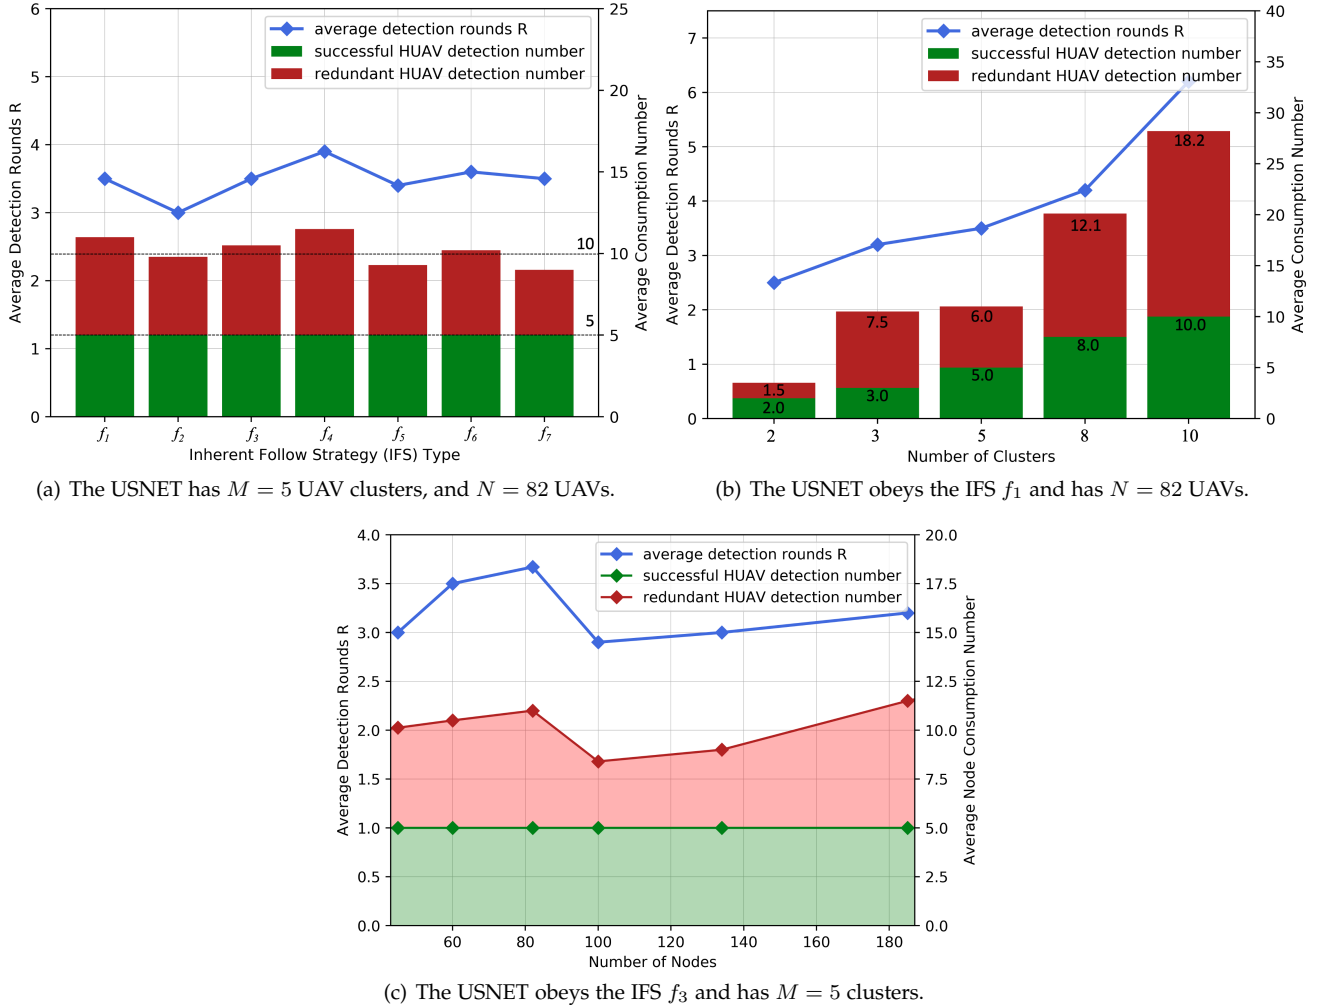 average detection rounds R
successful HUAV detection number
redundant HUAV detection number
Average Detection Rounds R
0
1
2
3
4
5
6
Average Consumption Number
0
5
10
15
20
25
10
5
f1 f2 f3 f4 f5 f6 f7
Inherent Follow Strategy (IFS) Type
(a) The USNET has M = 5 UAV clusters, and N = 82 UAVs.
average detection rounds R
successful HUAV detection number
redundant HUAV detection number
Average Detection Rounds R
0
1
2
3
4
5
6
7
Average Consumption Number
0
5
10
15
20
25
30
35
40
1.5 7.5 6.0 12.1 18.2
2.0 3.0 5.0 8.0 10.0
2 3 5 8 10
Number of Clusters
(b) The USNET obeys the IFS f1 and has N = 82 UAVs.
average detection rounds R
successful HUAV detection number
redundant HUAV detection number
Average Detection Rounds R
0.0
0.5
1.0
1.5
2.0
2.5
3.0
3.5
4.0
Average Node Consumption Number
0.0
2.5
5.0
7.5
10.0
12.5
15.0
17.5
20.0
60 80 100 120 140 160 180
Number of Nodes
(c) The USNET obeys the IFS f3 and has M = 5 clusters.